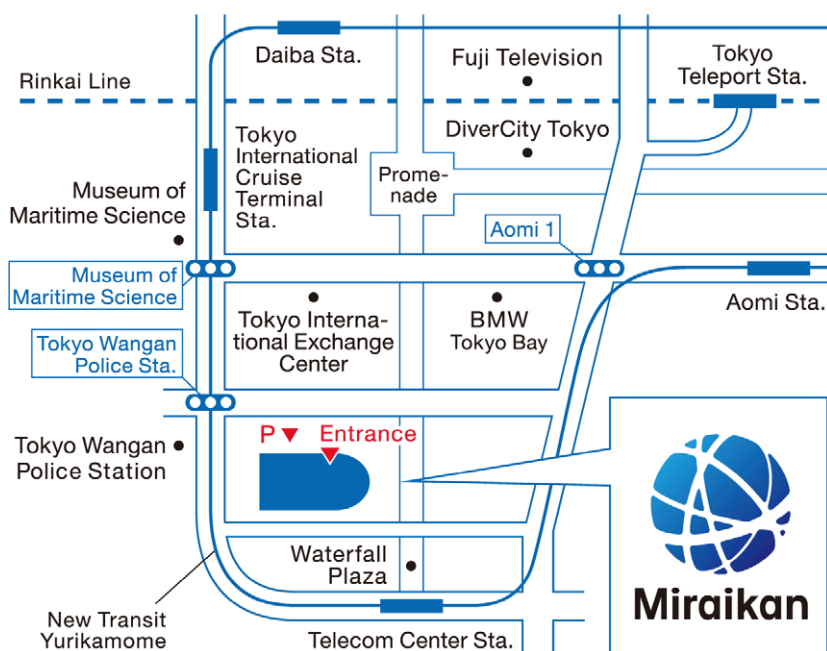 Daiba Sta.
Fuji Television
Tokyo
Teleport Sta.
Rinkai Line
DiverCity Tokyo
Tokyo
International
Cruise
Terminal
Sta.
Prome-
nade
Museum of
Maritime Science
Aomi 1
Museum of
Maritime Science
Aomi Sta.
Tokyo Interna-
tional Exchange
Center
BMW
Tokyo Bay
Tokyo Wangan
Police Sta.
P
Entrance
Tokyo Wangan
Police Station
Waterfall
Plaza
Miraikan
New Transit
Yurikamome
Telecom Center Sta.